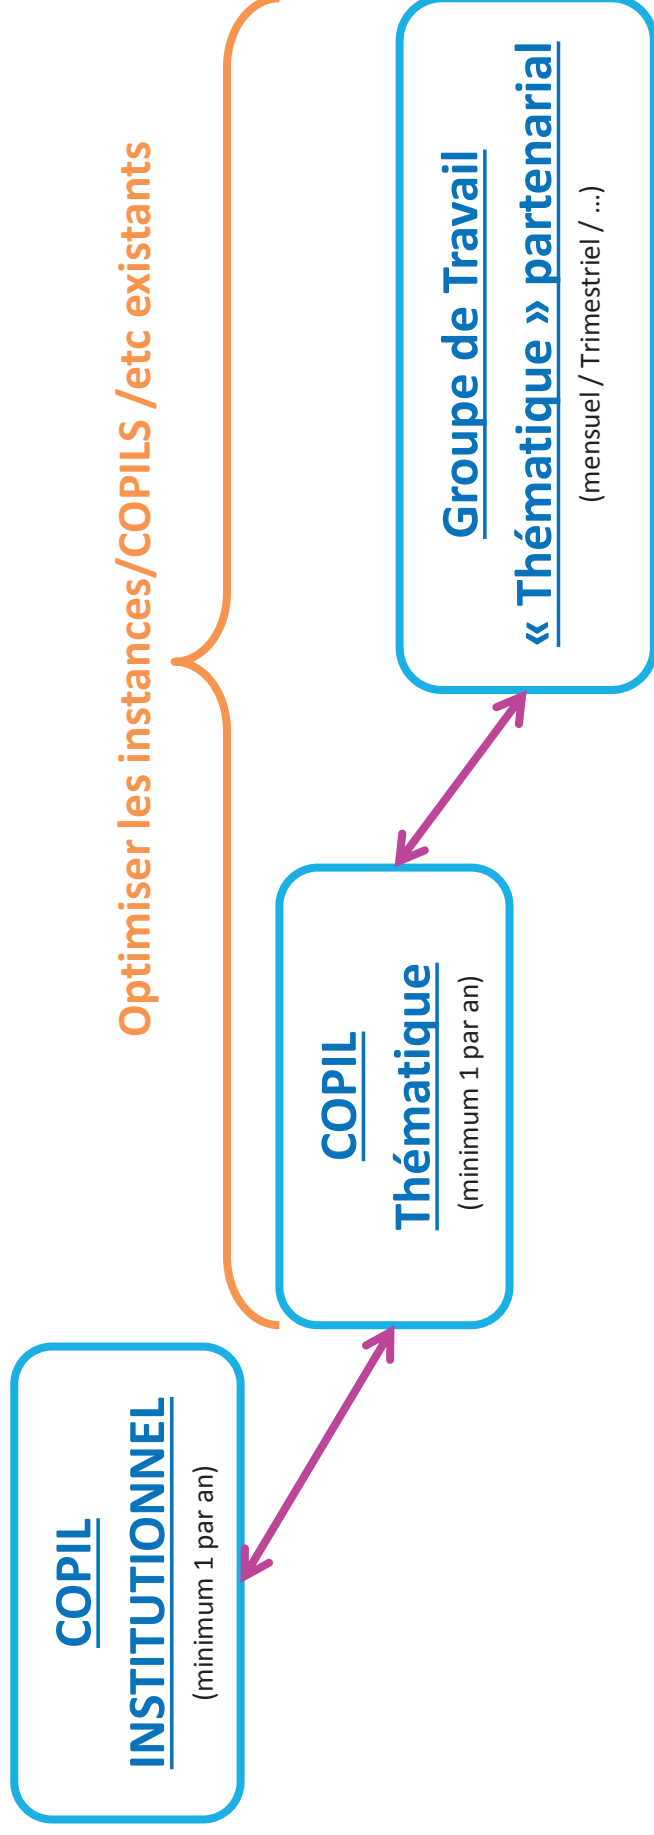 Optimiser les instances/COPILS /etc existants
COPIL
INSTITUTIONNEL
(minimum 1 par an)
COPIL
Thématique
(minimum 1 par an)
Groupe de Travail
« Thématique » partenarial
(mensuel / Trimestriel / ...)